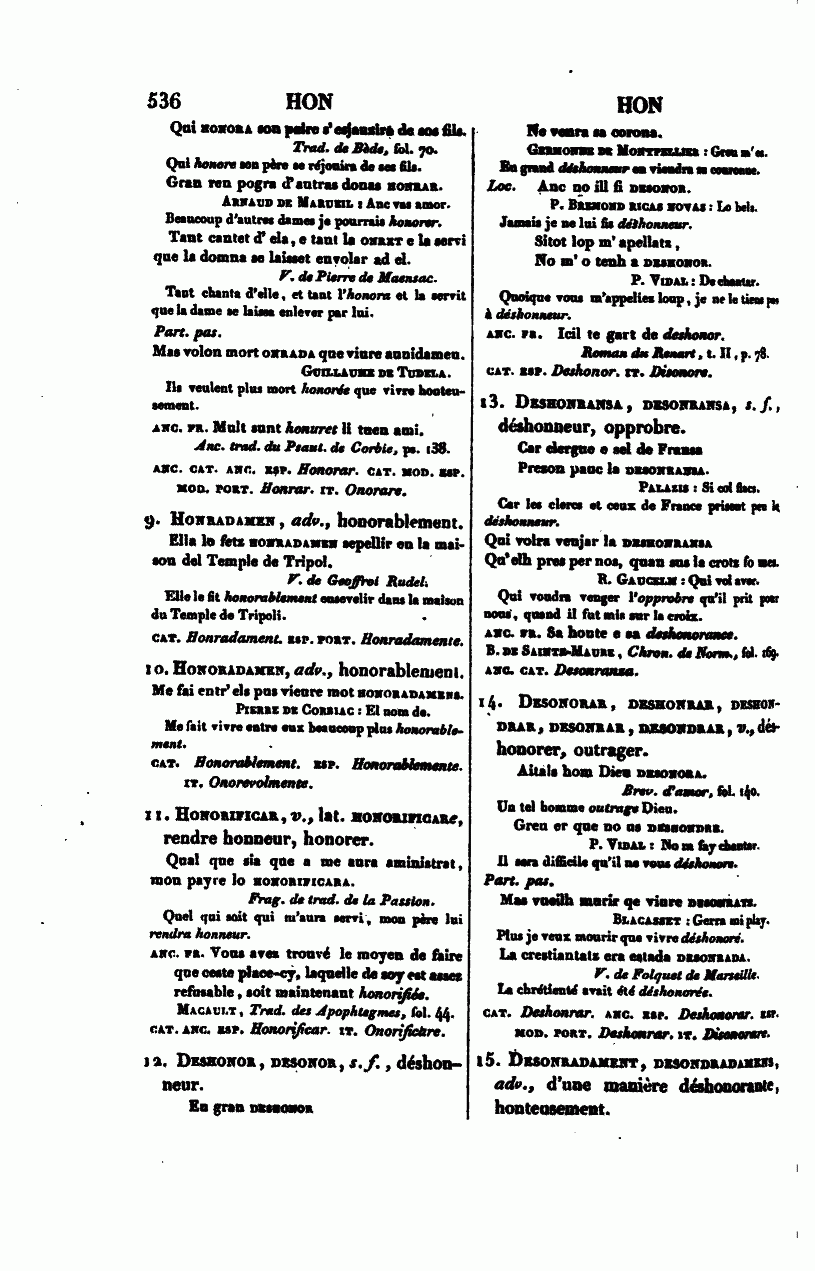 536 HON
Qui HONORA son paire s'esjauzira de sos fils.
Trad. de Bède, fol. 70.
Qui honore son père se réjouira de ses fils.
Gran ren pogra d'autras donas HONRAR.
ARNAUD DE MARUEIL : Anc vas amor.
Beaucoup d'autres dames je pourrais honorer.
Tant cantet d' ela, e tant la ONRET e la servi
que la domna se laisset envolar ad el.
V. de Pierre de Maensac.
Tant chanta d'elle, et tant l'honora et la servit
que la dame se laissa enlever par lui.
Part. pas.
Mas volon mort ONRADA que viure aunidamen.
GUILLAUME DE TUDELA.
Ils veulent plus mort honorée que vivre honteu-
sement.
ANC. FR. Mult sunt honuret li tuen ami.
Anc. trad. du Psaut. de Corbie, ps. 138.
ANC. CAT. ANC. ESP. Honorar. CAT. MOD. ESP.
MOD. PORT. Honrar. IT. Onorare.
9. HONRADAMEN, adv., honorablement.
Ella lo fetz HONRADAMEN sepellir en la mai-
son del Temple de Tripol.
V. de Geoffroi Rudel.
Elle le fit honorablement ensevelir dans la maison
du Temple de Tripoli.
CAT. Honradament. ESP. PORT. Honradamente.
10. HONORADAMEN, adv., honorablement.
Me fai entr' els pus vieure mot HONORADAMENS.
PIERRE DE CORBIAC : El nom de.
Me fait vivre entre eux beaucoup plus honorable-
ment.
CAT. Honorablement. ESP. Honorablemente.
IT. Onorevolmente.
11. HONORIFICAR, v., lat. HONORIFICARe,
rendre honneur, honorer.
Qual que sia que a me aura aministrat,
mon payre lo HONORIFICARA.
Frag. de trad. de la Passion.
Quel qui soit qui m'aura servi, mon père lui
rendra honneur.
ANC. FR. Vous avez trouvé le moyen de faire
que ceste place-cy, laquelle de soy est assez
refusable, soit maintenant honorifiée.
MACAULT, Trad. des Apophtegmes, fol. 44.
CAT. ANC. ESP. Honorificar. IT. Onorificare.
12. DESHONOR, DESONOR, s. f., déshon-
neur.
En gran DESHONOR
HON
No venra sa corona.
GERMONDE DE MONTPELLIER : Greu m'es.
En grand déshonneur en viendra sa couronne.
Loc. Anc no ill fi DESONOR.
P. BREMOND RICAS NOVAS : Lo bels.
Jamais je ne lui fis déshonneur.
Sitot lop m' apellatz,
No m' o tenh a DESHONOR.
P. VIDAL : De chantar.
Quoique vous m'appeliez loup, je ne le tiens pas
à déshonneur.
ANC. FR. Icil te gart de deshonor.
Roman du Renart, t. II, p. 78.
CAT. ESP. Deshonor. IT. Disonore.
13. DESHONRANSA, DESONRANSA, s. f.,
déshonneur, opprobre.
Car clergue e sel de Fransa
Preson pauc la DESONRANSA.
PALAZIS : Si col flacs.
Car les clercs et ceux de France prisent peu le
déshonneur.
Qui volra venjar la DESHONRANSA
Qu'elh pres per nos, quan sus la crotz fo mes.
R. GAUCELM : Qui vol aver.
Qui voudra venger l'opprobre qu'il prit pour
nous, quand il fut mis sur la croix.
ANC. FR. Sa honte e sa deshonorance.
B. DE SAINTE-MAURE, Chron. de Norm., fol. 169.
ANC. CAT. Desonransa.
14. DESONORAR, DESHONRAR, DESHON-
DRAR, DESONRAR, DESONDRAR, v., dés-
honorer, outrager.
Aitals hom Dieu DESONORA.
Brev. d'amor, fol. 140.
Un tel homme outrage Dieu.
Greu er que no us DESHONDRE.
P. VIDAL : No m fay chantar.
Il sera difficile qu'il ne vous déshonore.
Part. pas.
Mas vueilh murir qe viure DESONRATS.
BLACASSET : Gerra mi play.
Plus je veux mourir que vivre déshonoré.
La crestiantatz era estada DESONRADA.
V. de Folquet de Marseille.
La chrétienté avait été déshonorée.
CAT. Deshonrar. ANC. ESP. Deshonorar. ESP.
MOD. PORT. Deshonrar. IT. Disonorare.
15. DESONRADAMENT, DESONDRADAMENS,
adv., d'une manière déshonorante,
honteusement.